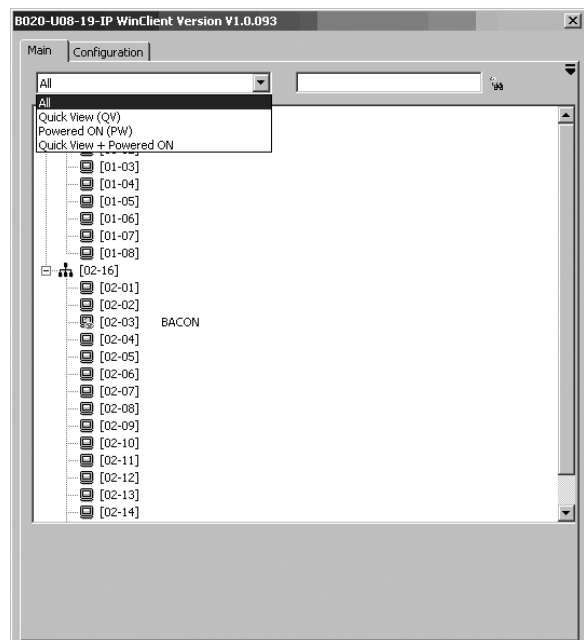 B020-U08-19-IP WinClient Version V1.0.093
Main Configuration
All
All
Quick View (QV)
Powered ON (PW)
Quick View + Powered ON
[01-03]
[01-04]
[01-05]
[01-06]
[01-07]
[01-08]
[02-16]
[02-01]
[02-02]
[02-03] BACON
[02-04]
[02-05]
[02-06]
[02-07]
[02-08]
[02-09]
[02-10]
[02-11]
[02-12]
[02-13]
[02-14]